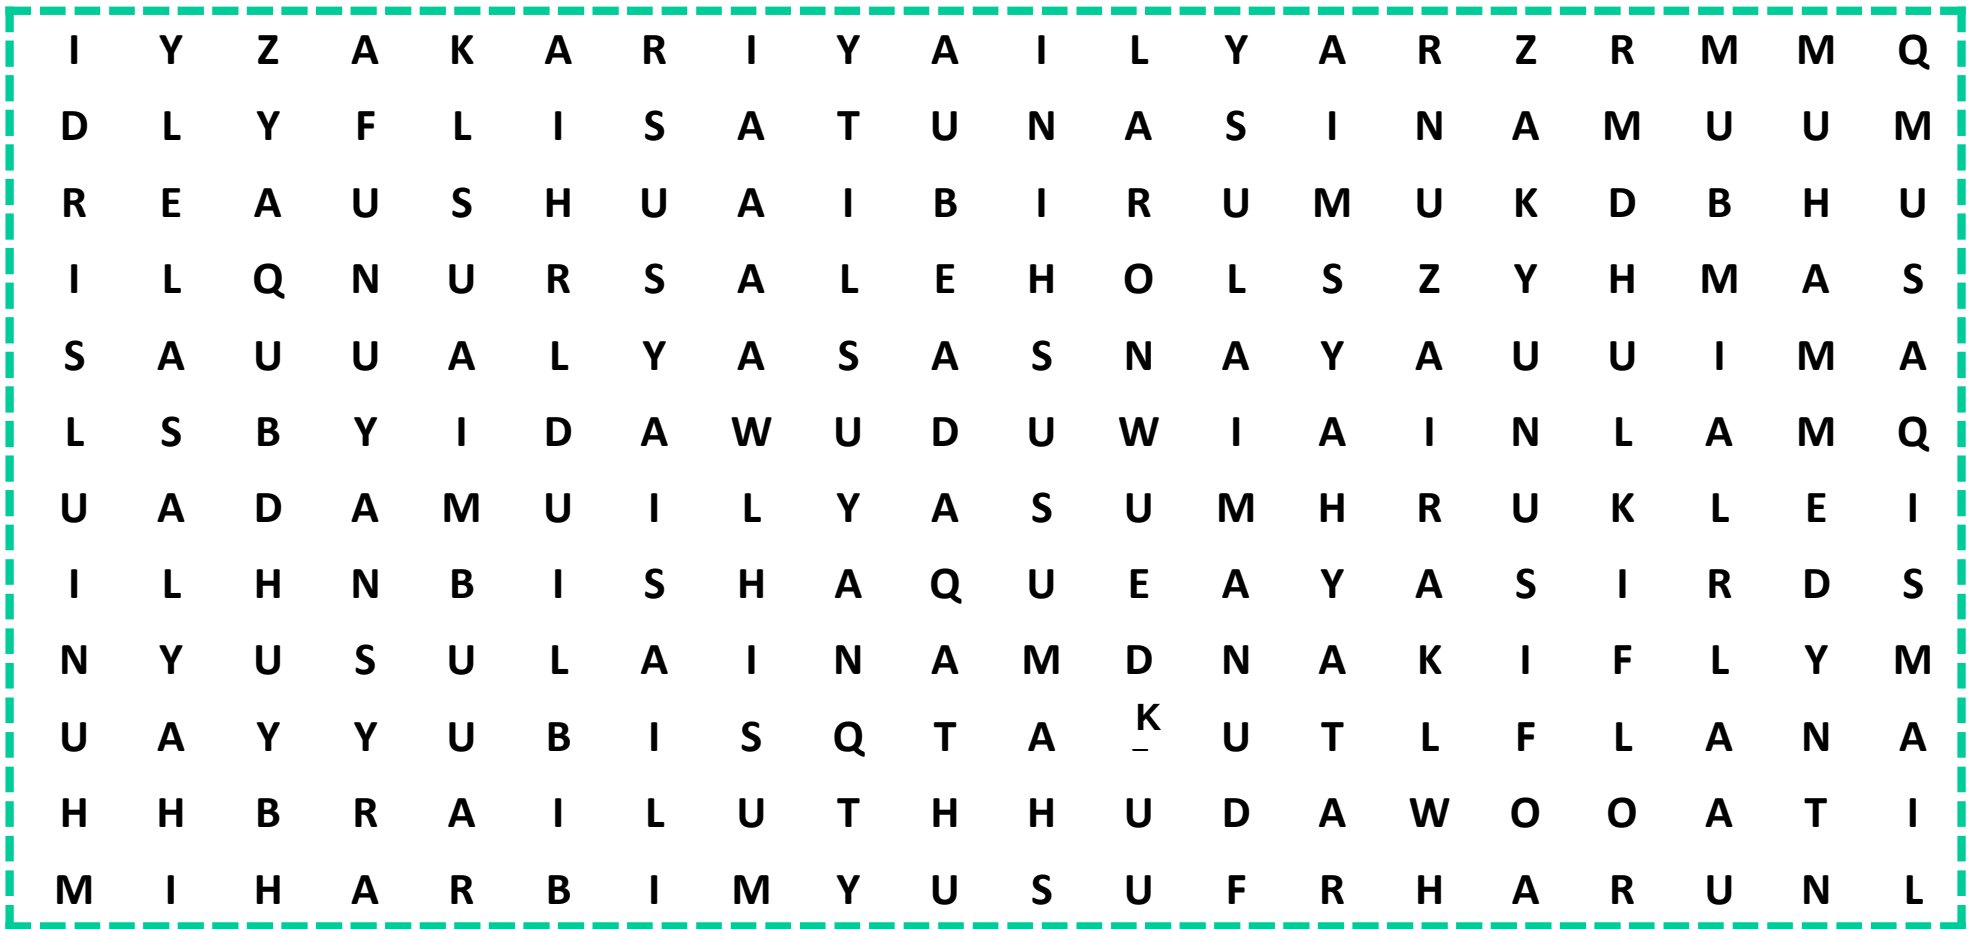 I Y Z A K A R I Y A I L Y A R Z R M M Q
D L Y F L I S A T U N A S I N A M U U M
R E A U S H U A I B I R U M U K D B H U
I L Q N U R S A L E H O L S Z Y H M A S
S A U U A L Y A S A S N A Y A U U I M A
L S B Y I D A W U D U W I A I N L A M Q
U A D A M U I L Y A S U M H R U K L E I
I L H N B I S H A Q U E A Y A S I R D S
N Y U S U L A I N A M D N A K I F L Y M
U A Y Y U B I S Q T A K U T L F L A N A
H H B R A I L U T H H U D A W O O A T I
M I H A R B I M Y U S U F R H A R U N L